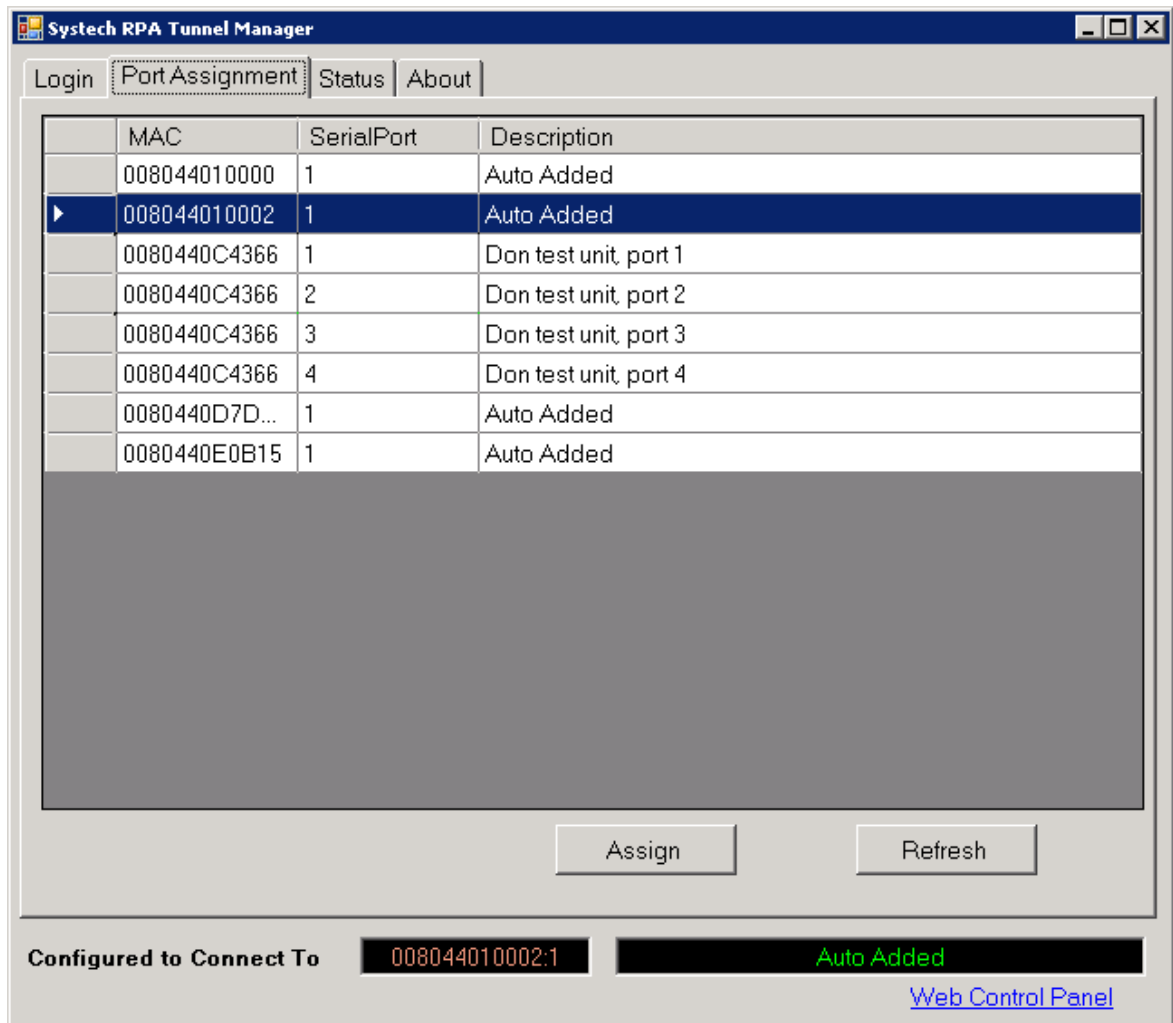 Systech RPA Tunnel Manager
Login Port Assignment Status About
MAC SerialPort Description
008044010000 1 Auto Added
008044010002 1 Auto Added
0080440C4366 1 Don test unit, port 1
0080440C4366 2 Don test unit, port 2
0080440C4366 3 Don test unit, port 3
0080440C4366 4 Don test unit, port 4
0080440D7D... 1 Auto Added
0080440E0B15 1 Auto Added
Assign Refresh
Configured to Connect To 008044010002:1 Auto Added
Web Control Panel